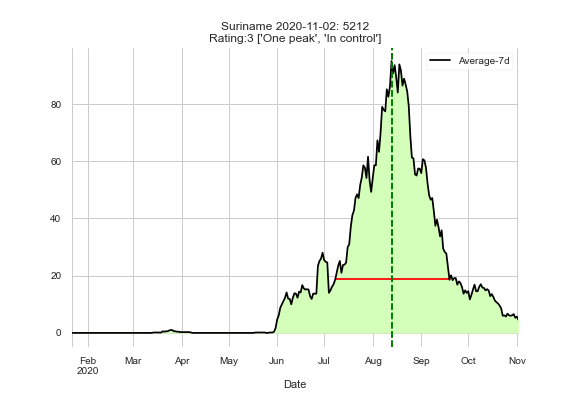 Suriname 2020-11-02: 5212
Rating:3 ['One peak', 'In control']
Average-7d
80
60
40
20
0
Feb Mar Apr May Jun Jul Aug Sep Oct Nov
2020
Date